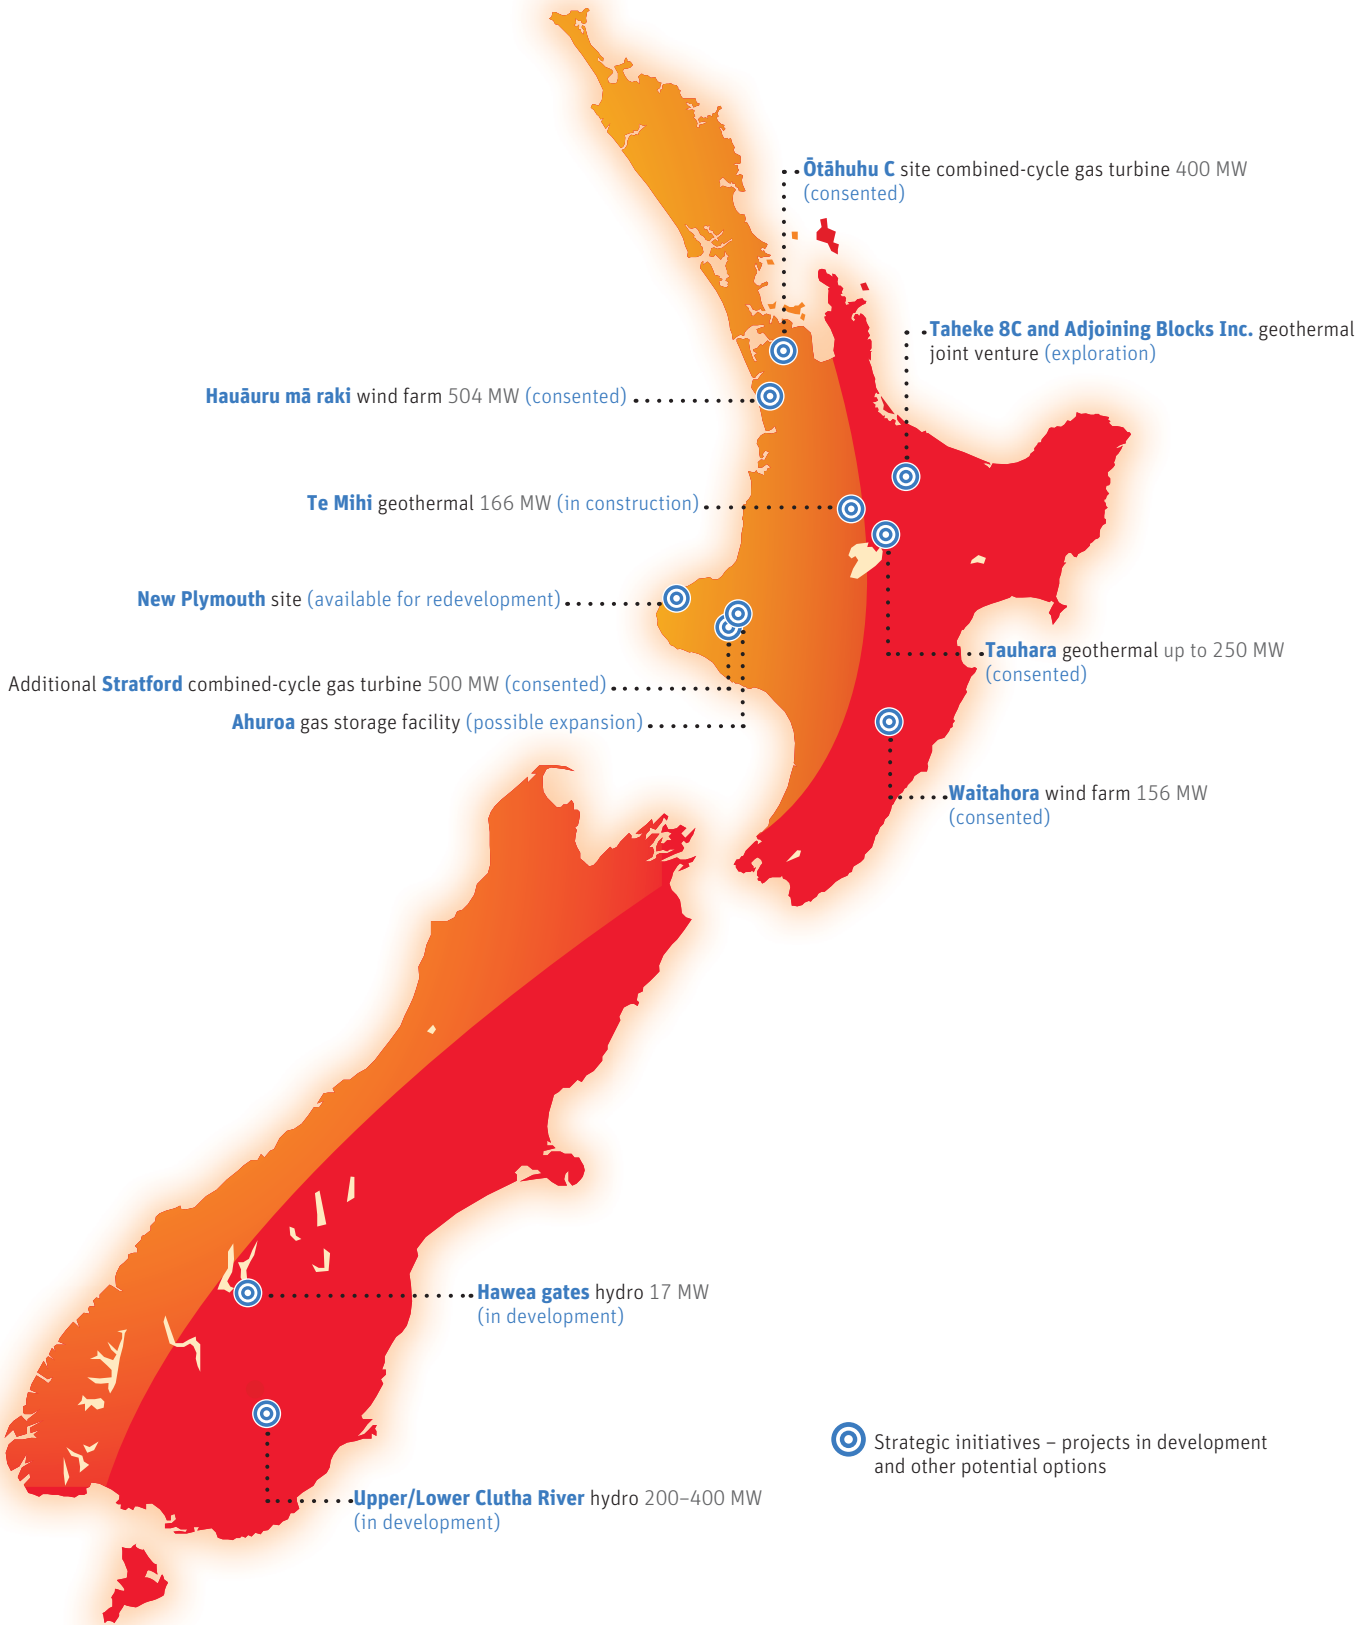 Ōtāhuhu C site combined-cycle gas turbine 400 MW
(consented)
Taheke 8C and Adjoining Blocks Inc. geothermal
joint venture (exploration)
Hauāuru mā raki wind farm 504 MW (consented)
Te Mihi geothermal 166 MW (in construction)
New Plymouth site (available for redevelopment)
Tauhara geothermal up to 250 MW
(consented)
Additional Stratford combined-cycle gas turbine 500 MW (consented)
Ahuroa gas storage facility (possible expansion)
Waitahora wind farm 156 MW
(consented)
Hawea gates hydro 17 MW
(in development)
Strategic initiatives – projects in development
and other potential options
Upper/Lower Clutha River hydro 200–400 MW
(in development)